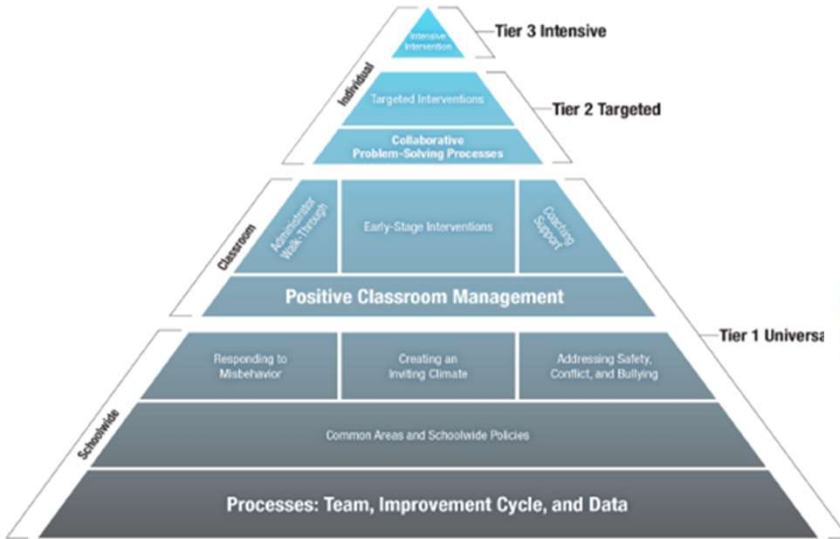 Intensive
Intervention
Tier 3 Intensive
Individual
Targeted Interventions
Tier 2 Targeted
Collaborative
Problem-Solving Processes
Classroom
Administrator
Walk-Through
Early-Stage Interventions
Coaching
Support
Positive Classroom Management
Tier 1 Universa
Schoolwide
Responding to
Misbehavior
Creating an
Inviting Climate
Addressing Safety,
Conflict, and Bullying
Common Areas and Schoolwide Policies
Processes: Team, Improvement Cycle, and Data